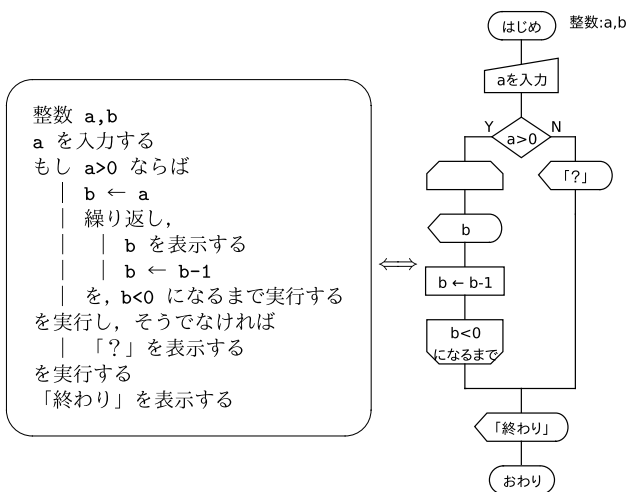 整数 a,b
a を入力する
もし a>0 ならば
｜ b ← a
｜ 繰り返し，
｜ ｜ b を表示する
｜ ｜ b ← b-1
｜ を，b<0 になるまで実行する
を実行し，そうでなければ
｜ 「？」を表示する
を実行する
「終わり」を表示する
⟺
はじめ
整数:a,b
aを入力
Y
a>0
N
「?」
b
b ← b-1
b<0
になるまで
「終わり」
おわり